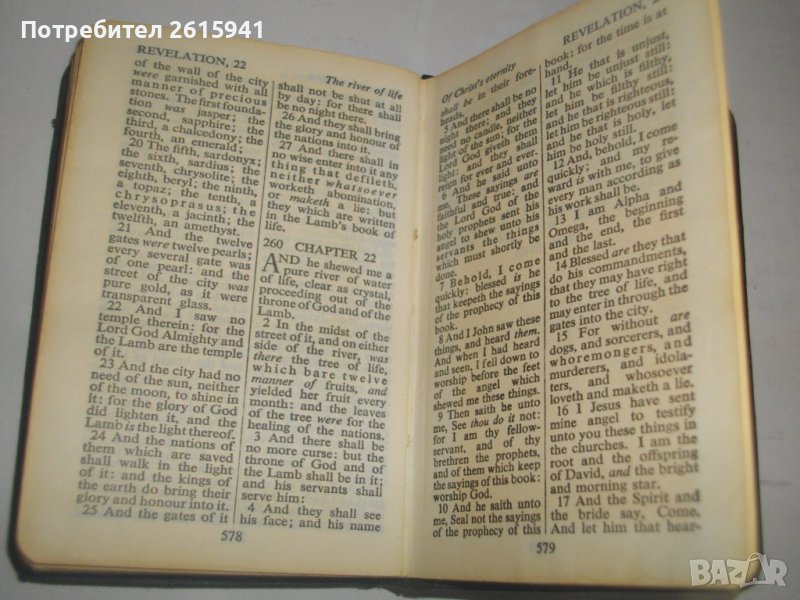 Потребител 2615941
REVELATION, 22
The river of life
of the wall of the city
were garnished with all
manner of precious
stones. The first founda-
tion was jasper; the
second, sapphire; the
third, a chalcedony; the
fourth, an emerald;
20 The fifth, sardonyx;
the sixth, sardius; the
seventh, chrysolite; the
eighth, beryl; the ninth,
a topaz; the tenth, a
chrysoprasus; the
eleventh, a jacinth; the
twelfth, an amethyst.
21 And the twelve
gates were twelve pearls;
every several gate was
of one pearl: and the
street of the city was
pure gold, as it were
transparent glass.
22 And I saw no
temple therein: for the
Lord God Almighty and
the Lamb are the temple
of it.
23 And the city had no
need of the sun, neither
of the moon, to shine in
it: for the glory of God
did lighten it, and the
Lamb is the light thereof.
24 And the nations of
them which are saved
shall walk in the light
of it: and the kings of
the earth do bring their
glory and honour into it.
25 And the gates of it
shall not be shut at all
by day: for there shall
be no night there.
26 And they shall bring
the glory and honour of
the nations into it.
27 And there shall in
no wise enter into it any
thing that defileth,
neither whatsoever
worketh abomination,
or maketh a lie: but
they which are written
in the Lamb's book of
life.
260 CHAPTER 22
AND he shewed me a
pure river of water
of life, clear as crystal,
proceeding out of the
throne of God and of the
Lamb.
2 In the midst of the
street of it, and on either
side of the river, was
there the tree of life,
which bare twelve
manner of fruits, and
yielded her fruit every
month: and the leaves
of the tree were for the
healing of the nations.
3 And there shall be
no more curse: but the
throne of God and of
the Lamb shall be in it;
and his servants shall
serve him:
4 And they shall see
his face; and his name
578
Of Christ's eternity
REVELATION, 22
shall be in their fore-
heads.
5 And there shall be no
night there; and they
need no candle, neither
light of the sun; for the
Lord God giveth them
light: and they shall
reign for ever and ever.
6 And he said unto
me, These sayings are
faithful and true: and
the Lord God of the
holy prophets sent his
angel to shew unto his
servants the things
which must shortly be
done.
7 Behold, I come
quickly: blessed is he
that keepeth the sayings
of the prophecy of this
book.
8 And I John saw these
things, and heard them.
And when I had heard
and seen, I fell down to
worship before the feet
of the angel which
shewed me these things.
9 Then saith he unto
me, See thou do it not:
for I am thy fellow-
servant, and of thy
brethren the prophets,
and of them which keep
the sayings of this book:
worship God.
10 And he saith unto
me, Seal not the sayings
of the prophecy of this
book: for the time is at
hand.
11 He that is unjust,
let him be unjust still:
and he which is filthy,
let him be filthy still:
and he that is righteous,
let him be righteous still:
and he that is holy, let
him be holy still.
12 And, behold, I come
quickly; and my re-
ward is with me, to give
every man according as
his work shall be.
13 I am Alpha and
Omega, the beginning
and the end, the first
and the last.
14 Blessed are they that
do his commandments,
that they may have right
to the tree of life, and
may enter in through the
gates into the city.
15 For without are
dogs, and sorcerers, and
whoremongers, and
murderers, and idola-
ters, and whosoever
loveth and maketh a lie.
16 I Jesus have sent
mine angel to testify
unto you these things in
the churches. I am the
root and the offspring
of David, and the bright
and morning star.
17 And the Spirit and
the bride say, Come.
And let him that hear-
579
BAZAR